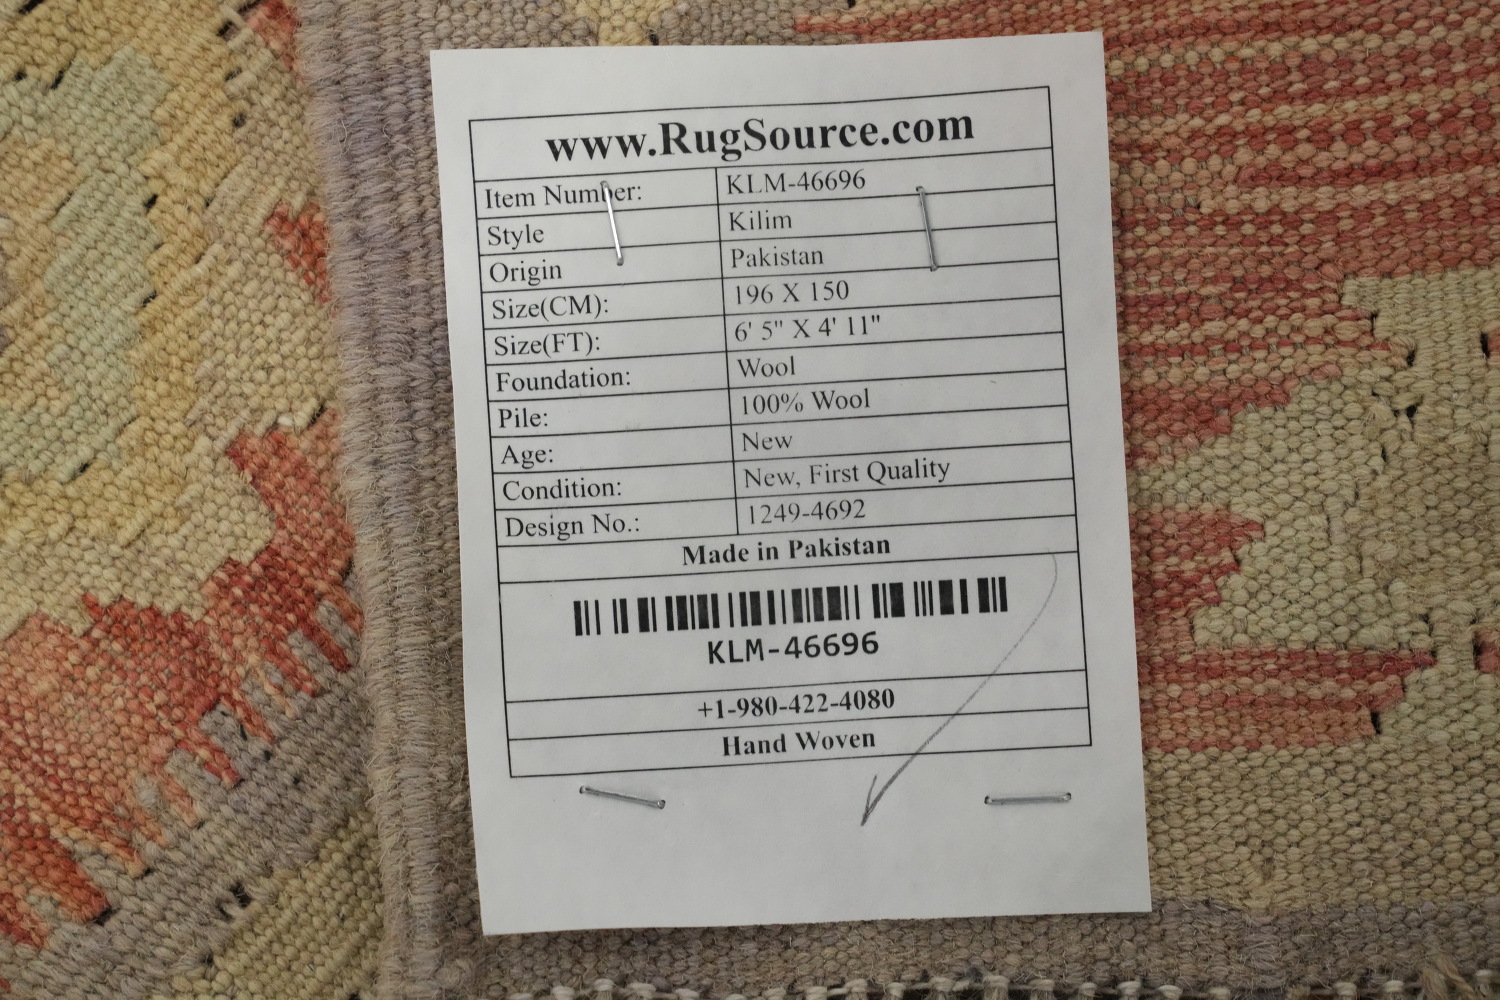 www.RugSource.com
Item Number: KLM-46696
Style Kilim
Origin Pakistan
Size(CM): 196 X 150
Size(FT): 6' 5" X 4' 11"
Foundation: Wool
Pile: 100% Wool
Age: New
Condition: New, First Quality
Design No.: 1249-4692
Made in Pakistan
KLM-46696
+1-980-422-4080
Hand Woven